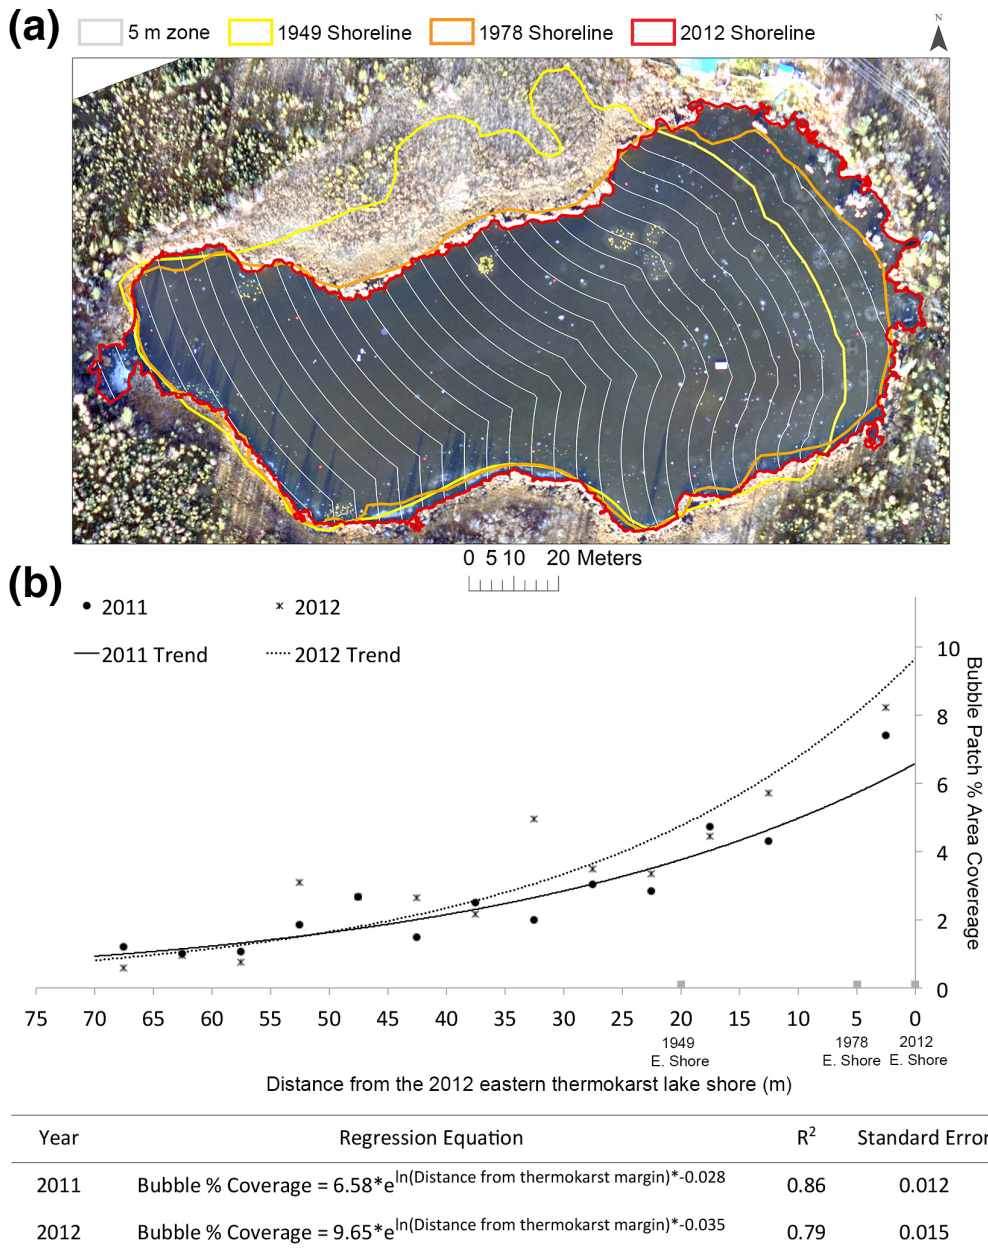 (a)
5 m zone 1949 Shoreline 1978 Shoreline 2012 Shoreline
N
0 5 10 20 Meters
(b)
2011 2012
2011 Trend 2012 Trend
10
8
6
4
2
0
Bubble Patch % Area Covereage
75 70 65 60 55 50 45 40 35 30 25 20 15 10 5 0
1949 E. Shore
1978 E. Shore
2012 E. Shore
Distance from the 2012 eastern thermokarst lake shore (m)
Year Regression Equation R2 Standard Error
2011 Bubble % Coverage = 6.58*e^ln(Distance from thermokarst margin)*-0.028 0.86 0.012
2012 Bubble % Coverage = 9.65*e^ln(Distance from thermokarst margin)*-0.035 0.79 0.015